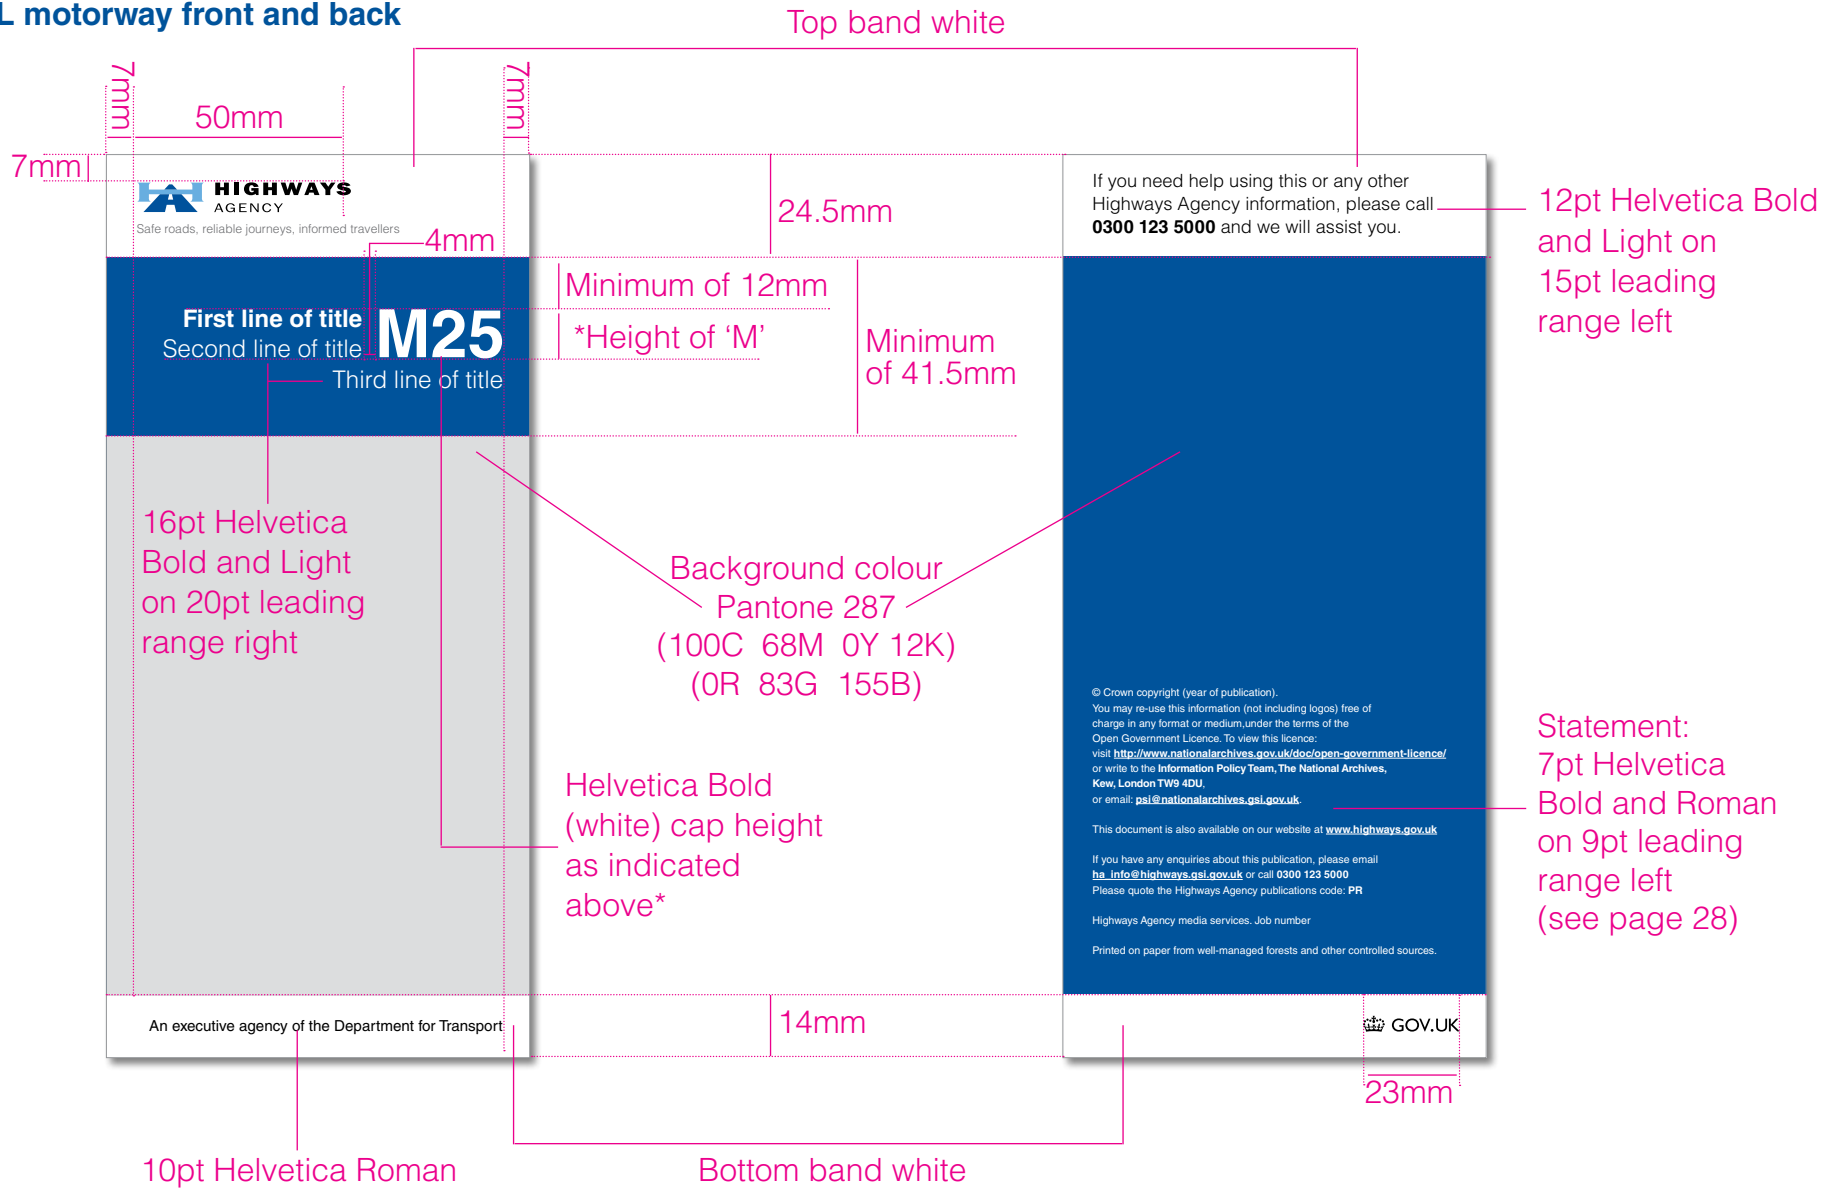 L motorway front and back
Top band white
7mm
50mm
7mm
7mm
HIGHWAYS
AGENCY
Safe roads, reliable journeys, informed travellers
4mm
24.5mm
Minimum of 12mm
*Height of ‘M’
Minimum
of 41.5mm
First line of title
Second line of title
M25
Third line of title
16pt Helvetica
Bold and Light
on 20pt leading
range right
Background colour
Pantone 287
(100C 68M 0Y 12K)
(0R 83G 155B)
Helvetica Bold
(white) cap height
as indicated
above*
An executive agency of the Department for Transport
14mm
10pt Helvetica Roman
Bottom band white
If you need help using this or any other
Highways Agency information, please call
0300 123 5000 and we will assist you.
12pt Helvetica Bold
and Light on
15pt leading
range left
© Crown copyright (year of publication).
You may re-use this information (not including logos) free of
charge in any format or medium,under the terms of the
Open Government Licence. To view this licence:
visit http://www.nationalarchives.gov.uk/doc/open-government-licence/
or write to the Information Policy Team, The National Archives,
Kew, London TW9 4DU,
or email: psi@nationalarchives.gsi.gov.uk.
This document is also available on our website at www.highways.gov.uk
If you have any enquiries about this publication, please email
ha_info@highways.gsi.gov.uk or call 0300 123 5000
Please quote the Highways Agency publications code: PR
Highways Agency media services. Job number
Printed on paper from well-managed forests and other controlled sources.
Statement:
7pt Helvetica
Bold and Roman
on 9pt leading
range left
(see page 28)
GOV.UK
23mm